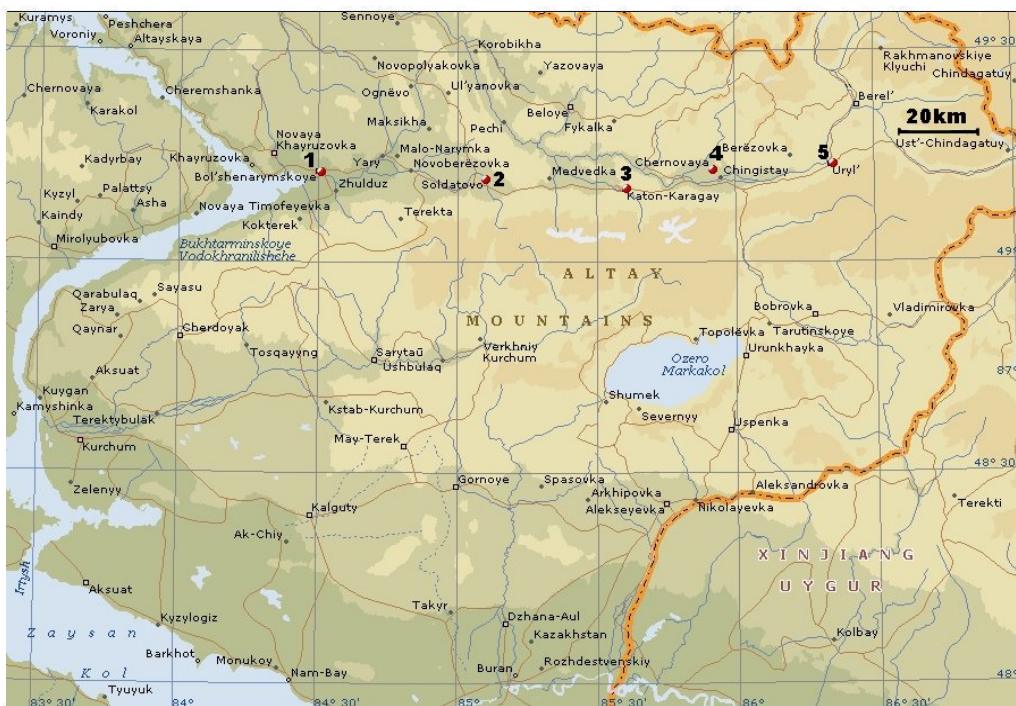 Kuramys
Peshchera
Sennoye
Voroniy
Altayskaya
Korobikha
49° 30'
Rakhmanovskiye
Klyuchi
Chindagatuy
Novopolyakovka
Yazovaya
Chernovaya
Cheremshanka
Ognëvo
Ul'yanovka
Karakol
Beloye
Berel'
20km
Maksikha
Pechi
Fykalka
Novaya
Khayruzovka
Ust'-Chindagatuy
Kadyrbay
Khayruzovka
1
Yary
Malo-Narymka
Novoberëzovka
Chernovaya
4
Berëzovka
5
Bol'shenarymskoye
Soldatovo
2
Medvedka
3
Chingistay
Uryl'
Kyzyl
Palattsy
Zhulduz
Katon-Karagay
Kaindy
Asha
Novaya Timofeyevka
Terekta
Kokterek
Mirolyubovka
Bukhtarminskoye
Vodokhranilishche
49°
ALTAY
MOUNTAINS
Qarabulaq
Sayasu
Zarya
Bobrovka
Vladimirovka
Qaynar
Cherdoyak
Topolëvka
Tarutinskoye
Tosqayyng
Sarytaū
Ushbulaq
Verkhniy
Kurchum
Ozero
Markakol
Urunkhayka
Aksuat
87°
Kuygan
Kamyshinka
Kstab-Kurchum
Shumek
Severnyy
Terektybulak
Uspenka
Kurchum
May-Terek
48° 30'
Zelenyy
Gornoye
Spasovka
Aleksandrovka
Kalguty
Arkhipovka
Alekseyevka
Nikolayevka
Terekti
Ak-Chiy
XINJIANG
UYGUR
Irtysh
Aksuat
Takyr
Dzhana-Aul
Zaysan
Kol
Kyzylogiz
Kazakhstan
Kolbay
Barkhot
Monukoy
Nam-Bay
Buran
Rozhdestvenskiy
Tyuyuk
83° 30'
84°
84° 30'
85°
85° 30'
86°
86° 30'